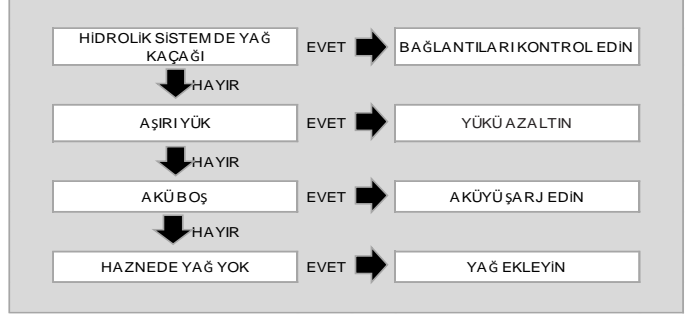 HİDROLİK SİSTEMDE YAĞ
KAÇAĞI
EVET
BAĞLANTILARI KONTROL EDİN
HAYIR
AŞIRI YÜK
EVET
YÜKÜ AZALTIN
HAYIR
AKÜ BOŞ
EVET
AKÜYÜ ŞARJ EDİN
HAYIR
HAZNEDE YAĞ YOK
EVET
YAĞ EKLEYİN